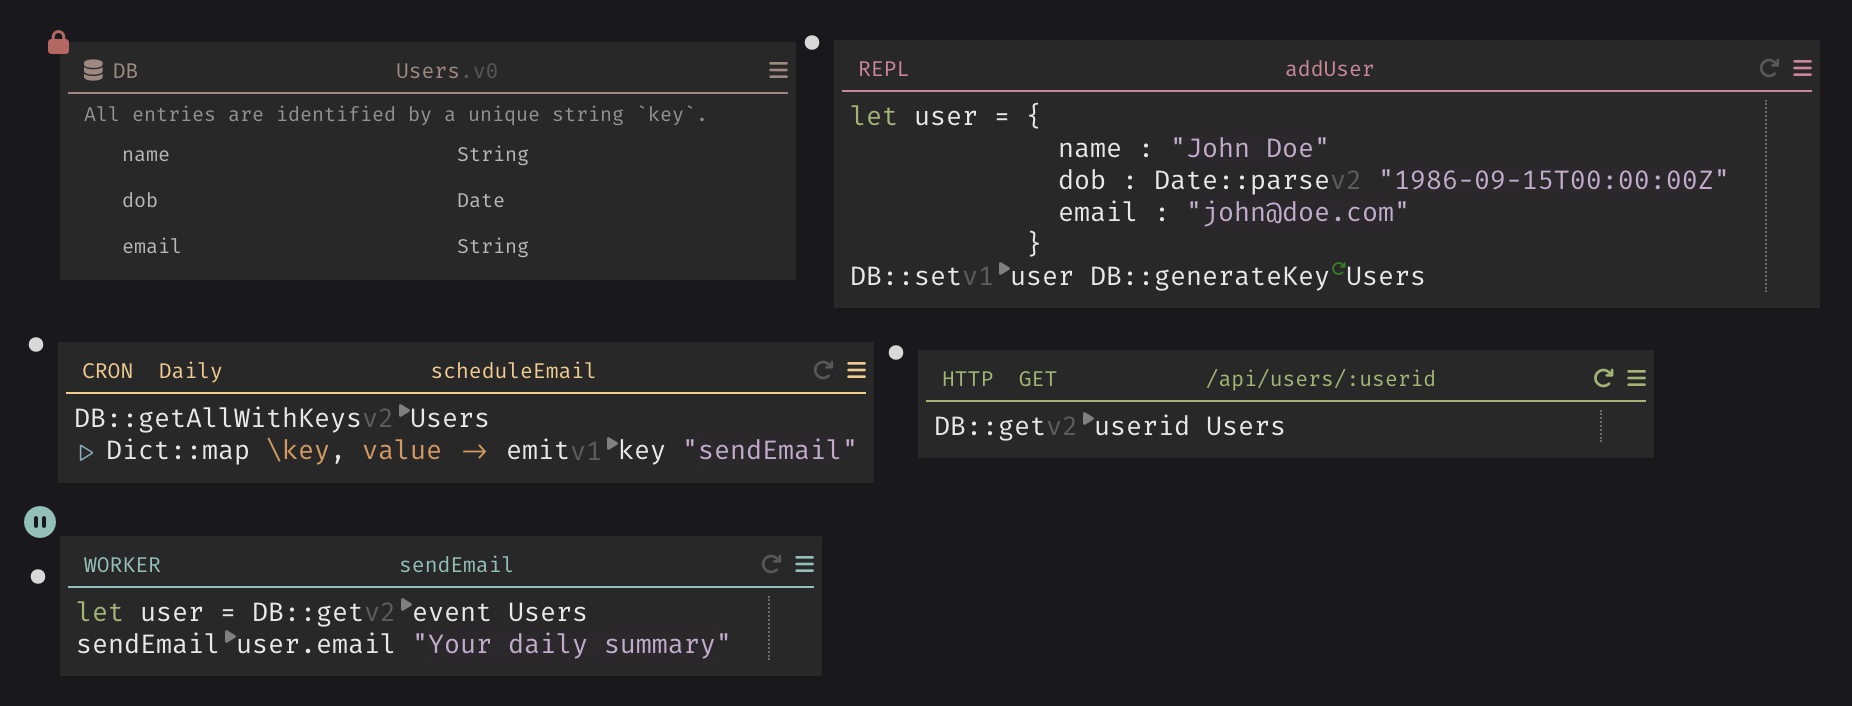 DB Users.v0
All entries are identified by a unique string `key`.
name String
dob Date
email String
REPL addUser
let user = {
name : "John Doe"
dob : Date::parsev2 "1986-09-15T00:00:00Z"
email : "john@doe.com"
}
DB::setv1 user DB::generateKey Users
CRON Daily scheduleEmail
DB::getAllWithKeysv2 Users
▷ Dict::map \key, value -> emitv1 key "sendEmail"
HTTP GET /api/users/:userid
DB::getv2 userid Users
WORKER sendEmail
let user = DB::getv2 event Users
sendEmail user.email "Your daily summary"